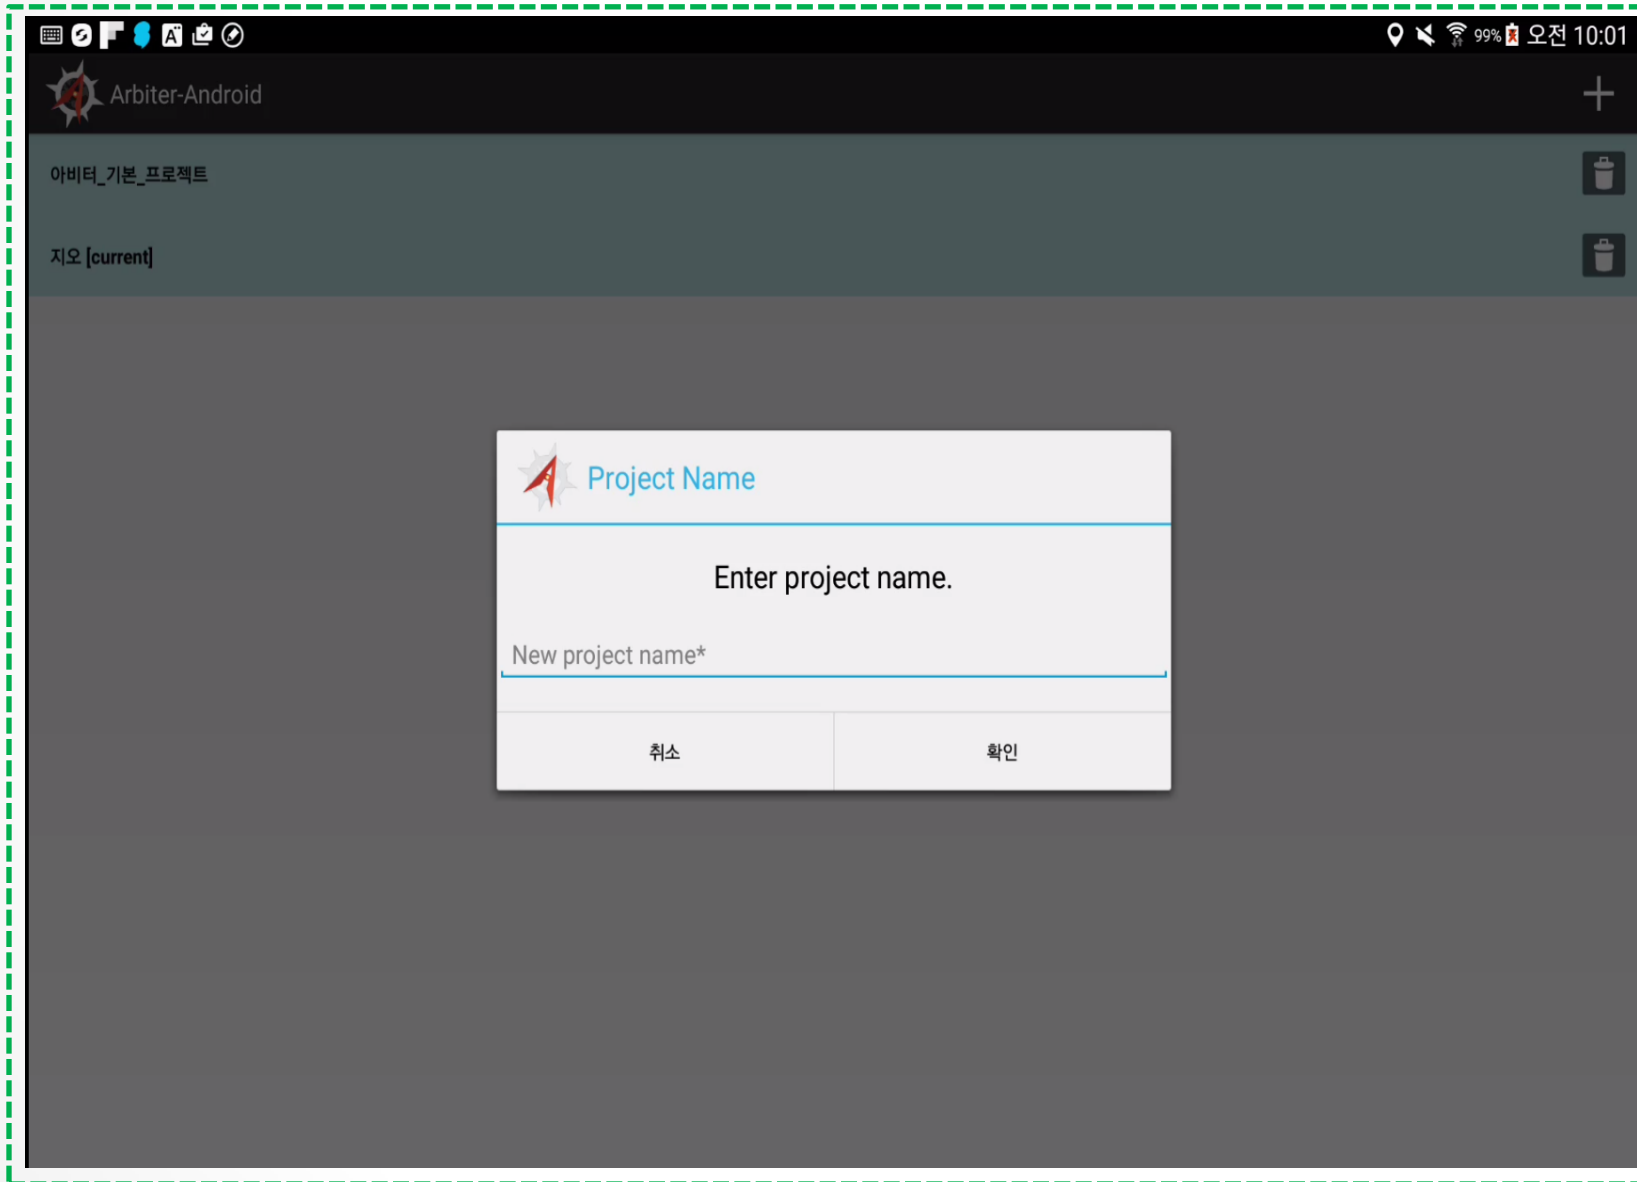 99% 오전 10:01
Arbiter-Android
아비터_기본_프로젝트
지오 [current]
Project Name
Enter project name.
New project name*
취소 확인